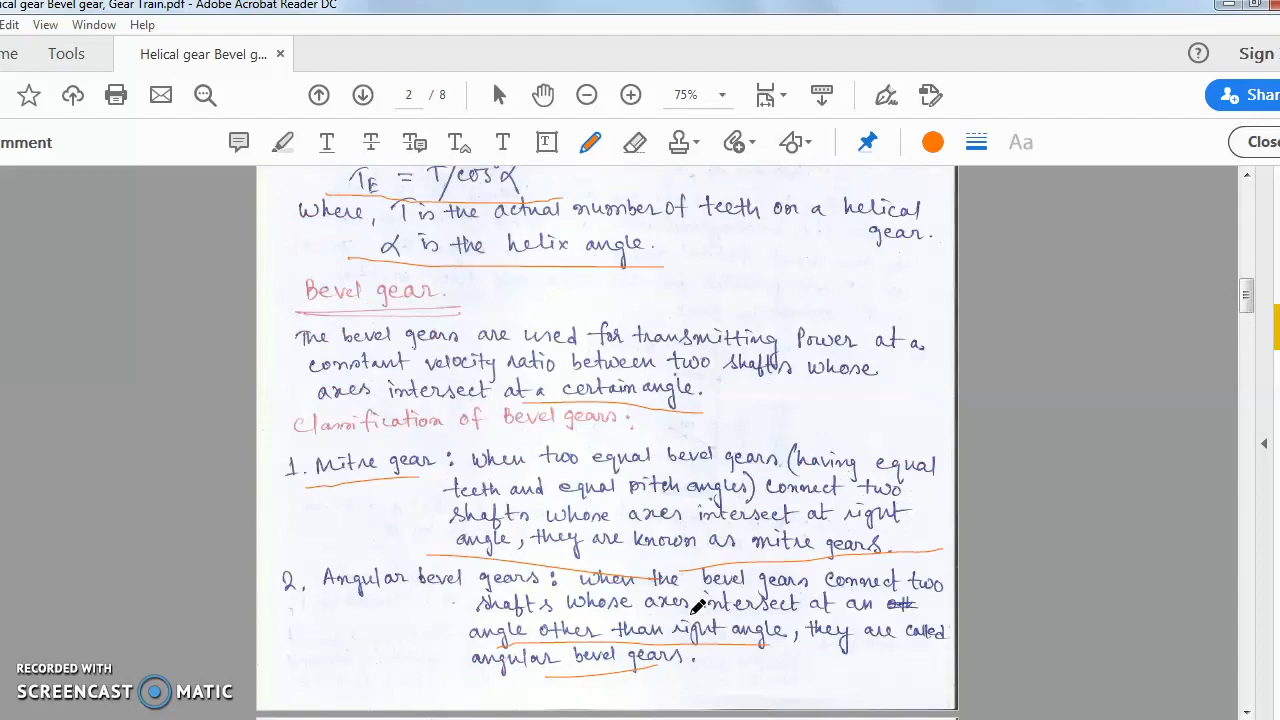 lical gear Bevel gear, Gear Train.pdf - Adobe Acrobat Reader DC
Edit View Window Help
me Tools Helical gear Bevel g... × ? Sign
2 / 8 75% Shar
mment Aa Close
TE = T/cos³α
Where, T is the actual number of teeth on a helical
gear.
α is the helix angle.
Bevel gear.
The bevel gears are used for transmitting Power at a
constant velocity ratio between two shafts whose
axes intersect at a certain angle.
Classification of Bevel gears:
1. Mitre gear: When two equal bevel gears (having equal
teeth and equal pitch angles) connect two
shafts whose axes intersect at right
angle, they are known as mitre gears.
2. Angular bevel gears: When the bevel gears connect two
shafts whose axes intersect at an
angle other than right angle, they are called
angular bevel gears.
RECORDED WITH
SCREENCAST MATIC